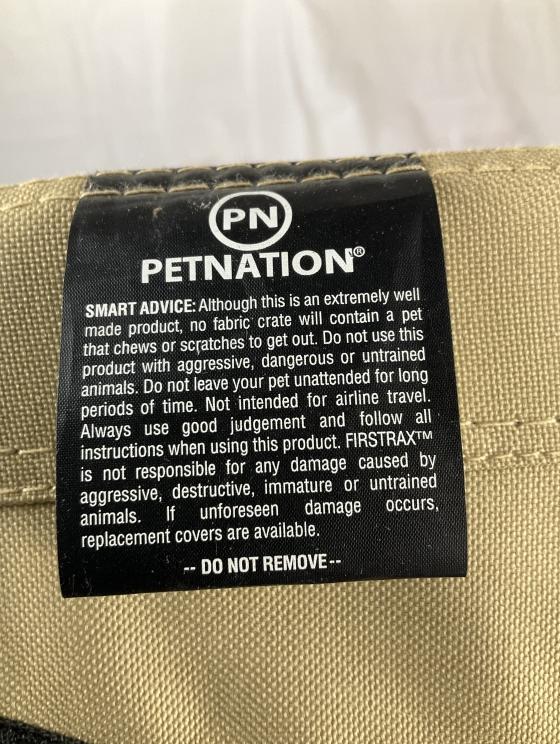 PN
PETNATION®
SMART ADVICE: Although this is an extremely well
made product, no fabric crate will contain a pet
that chews or scratches to get out. Do not use this
product with aggressive, dangerous or untrained
animals. Do not leave your pet unattended for long
periods of time. Not intended for airline travel.
Always use good judgement and follow all
instructions when using this product. FIRSTRAX™
is not responsible for any damage caused by
aggressive, destructive, immature or untrained
animals. If unforeseen damage occurs,
replacement covers are available.
-- DO NOT REMOVE --